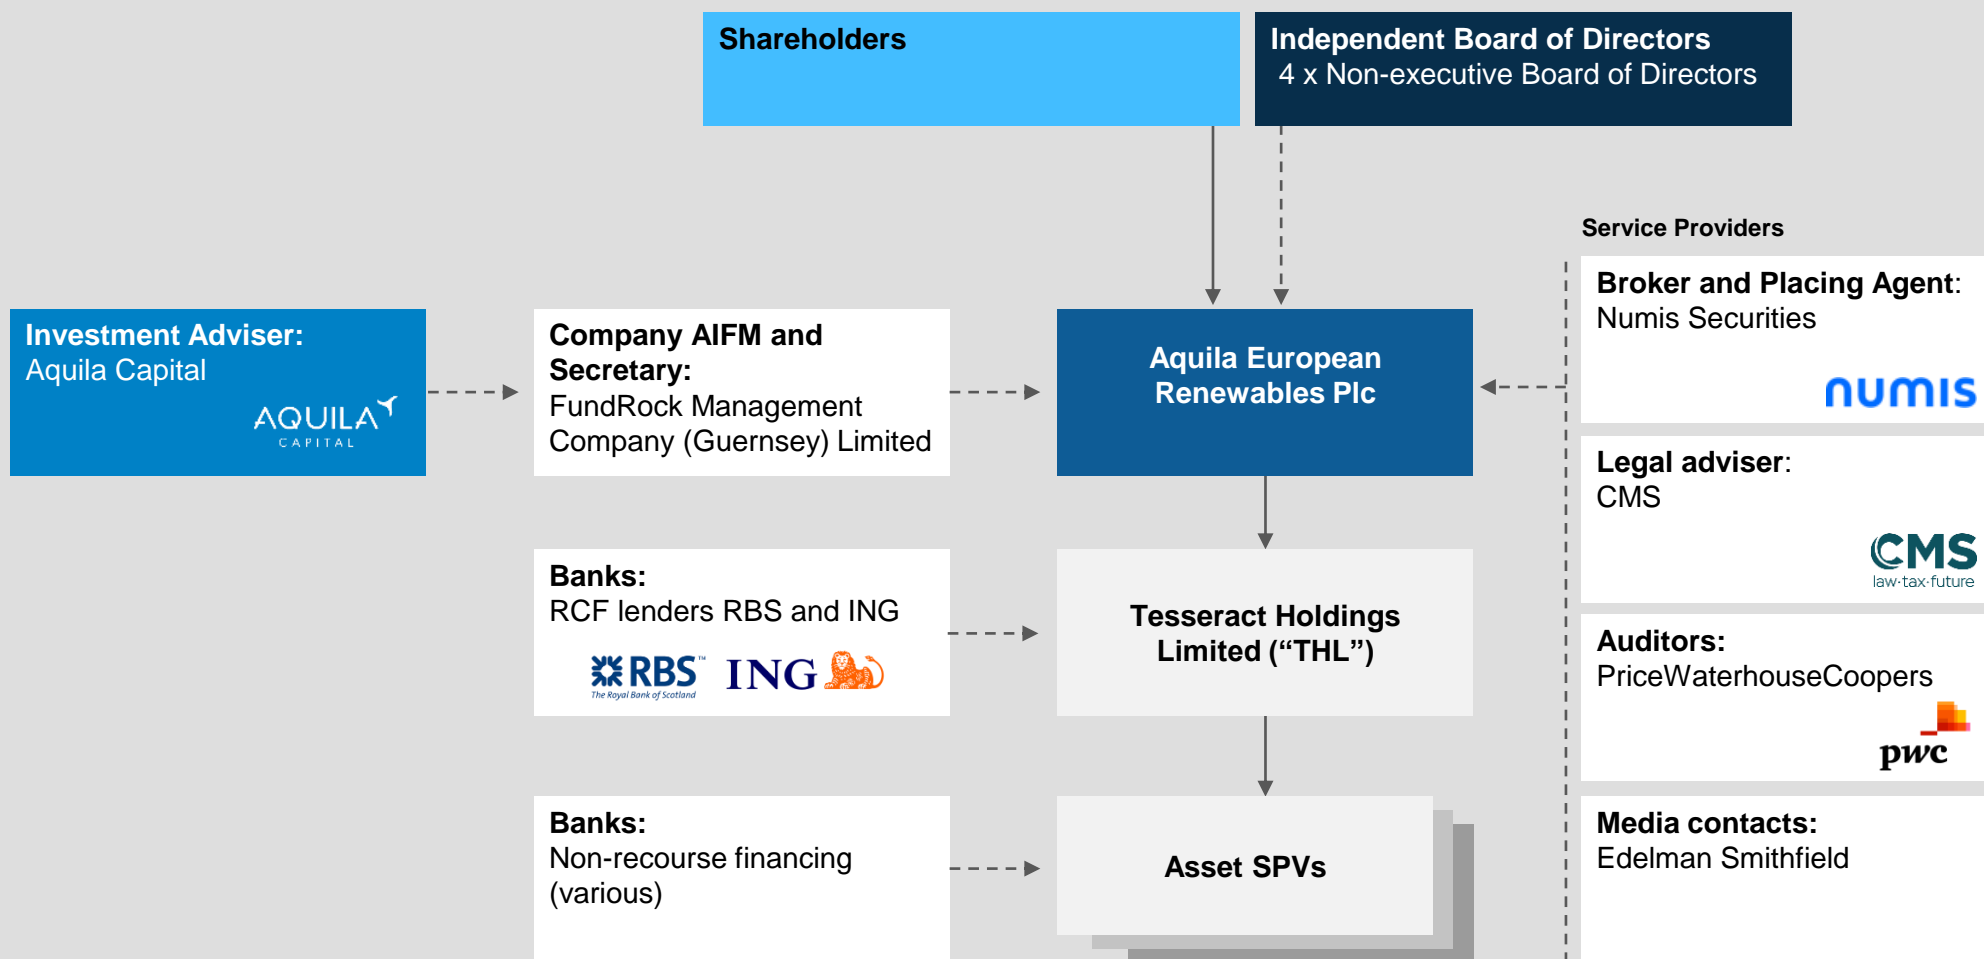 Shareholders
Independent Board of Directors
4 x Non-executive Board of Directors
Service Providers
Investment Adviser:
Aquila Capital
AQUILA
CAPITAL
Company AIFM and
Secretary:
FundRock Management
Company (Guernsey) Limited
Aquila European
Renewables Plc
Broker and Placing Agent:
Numis Securities
numis
Legal adviser:
CMS
CMS
law·tax·future
Banks:
RCF lenders RBS and ING
RBS™
The Royal Bank of Scotland
ING
Tesseract Holdings
Limited (“THL”)
Auditors:
PriceWaterhouseCoopers
pwc
Banks:
Non-recourse financing
(various)
Asset SPVs
Media contacts:
Edelman Smithfield